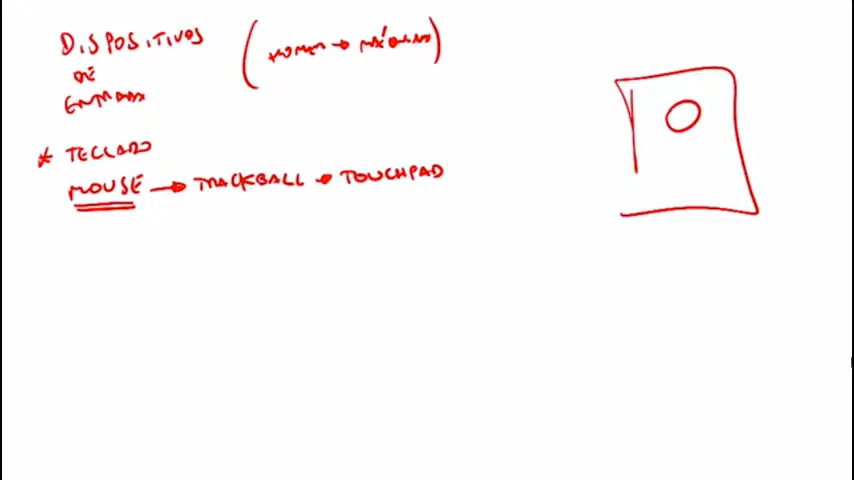 DISPOSITIVOS (HOMEM → MÁQUINA)
DE
ENTRADA
* TECLADO
MOUSE → TRACKBALL → TOUCHPAD